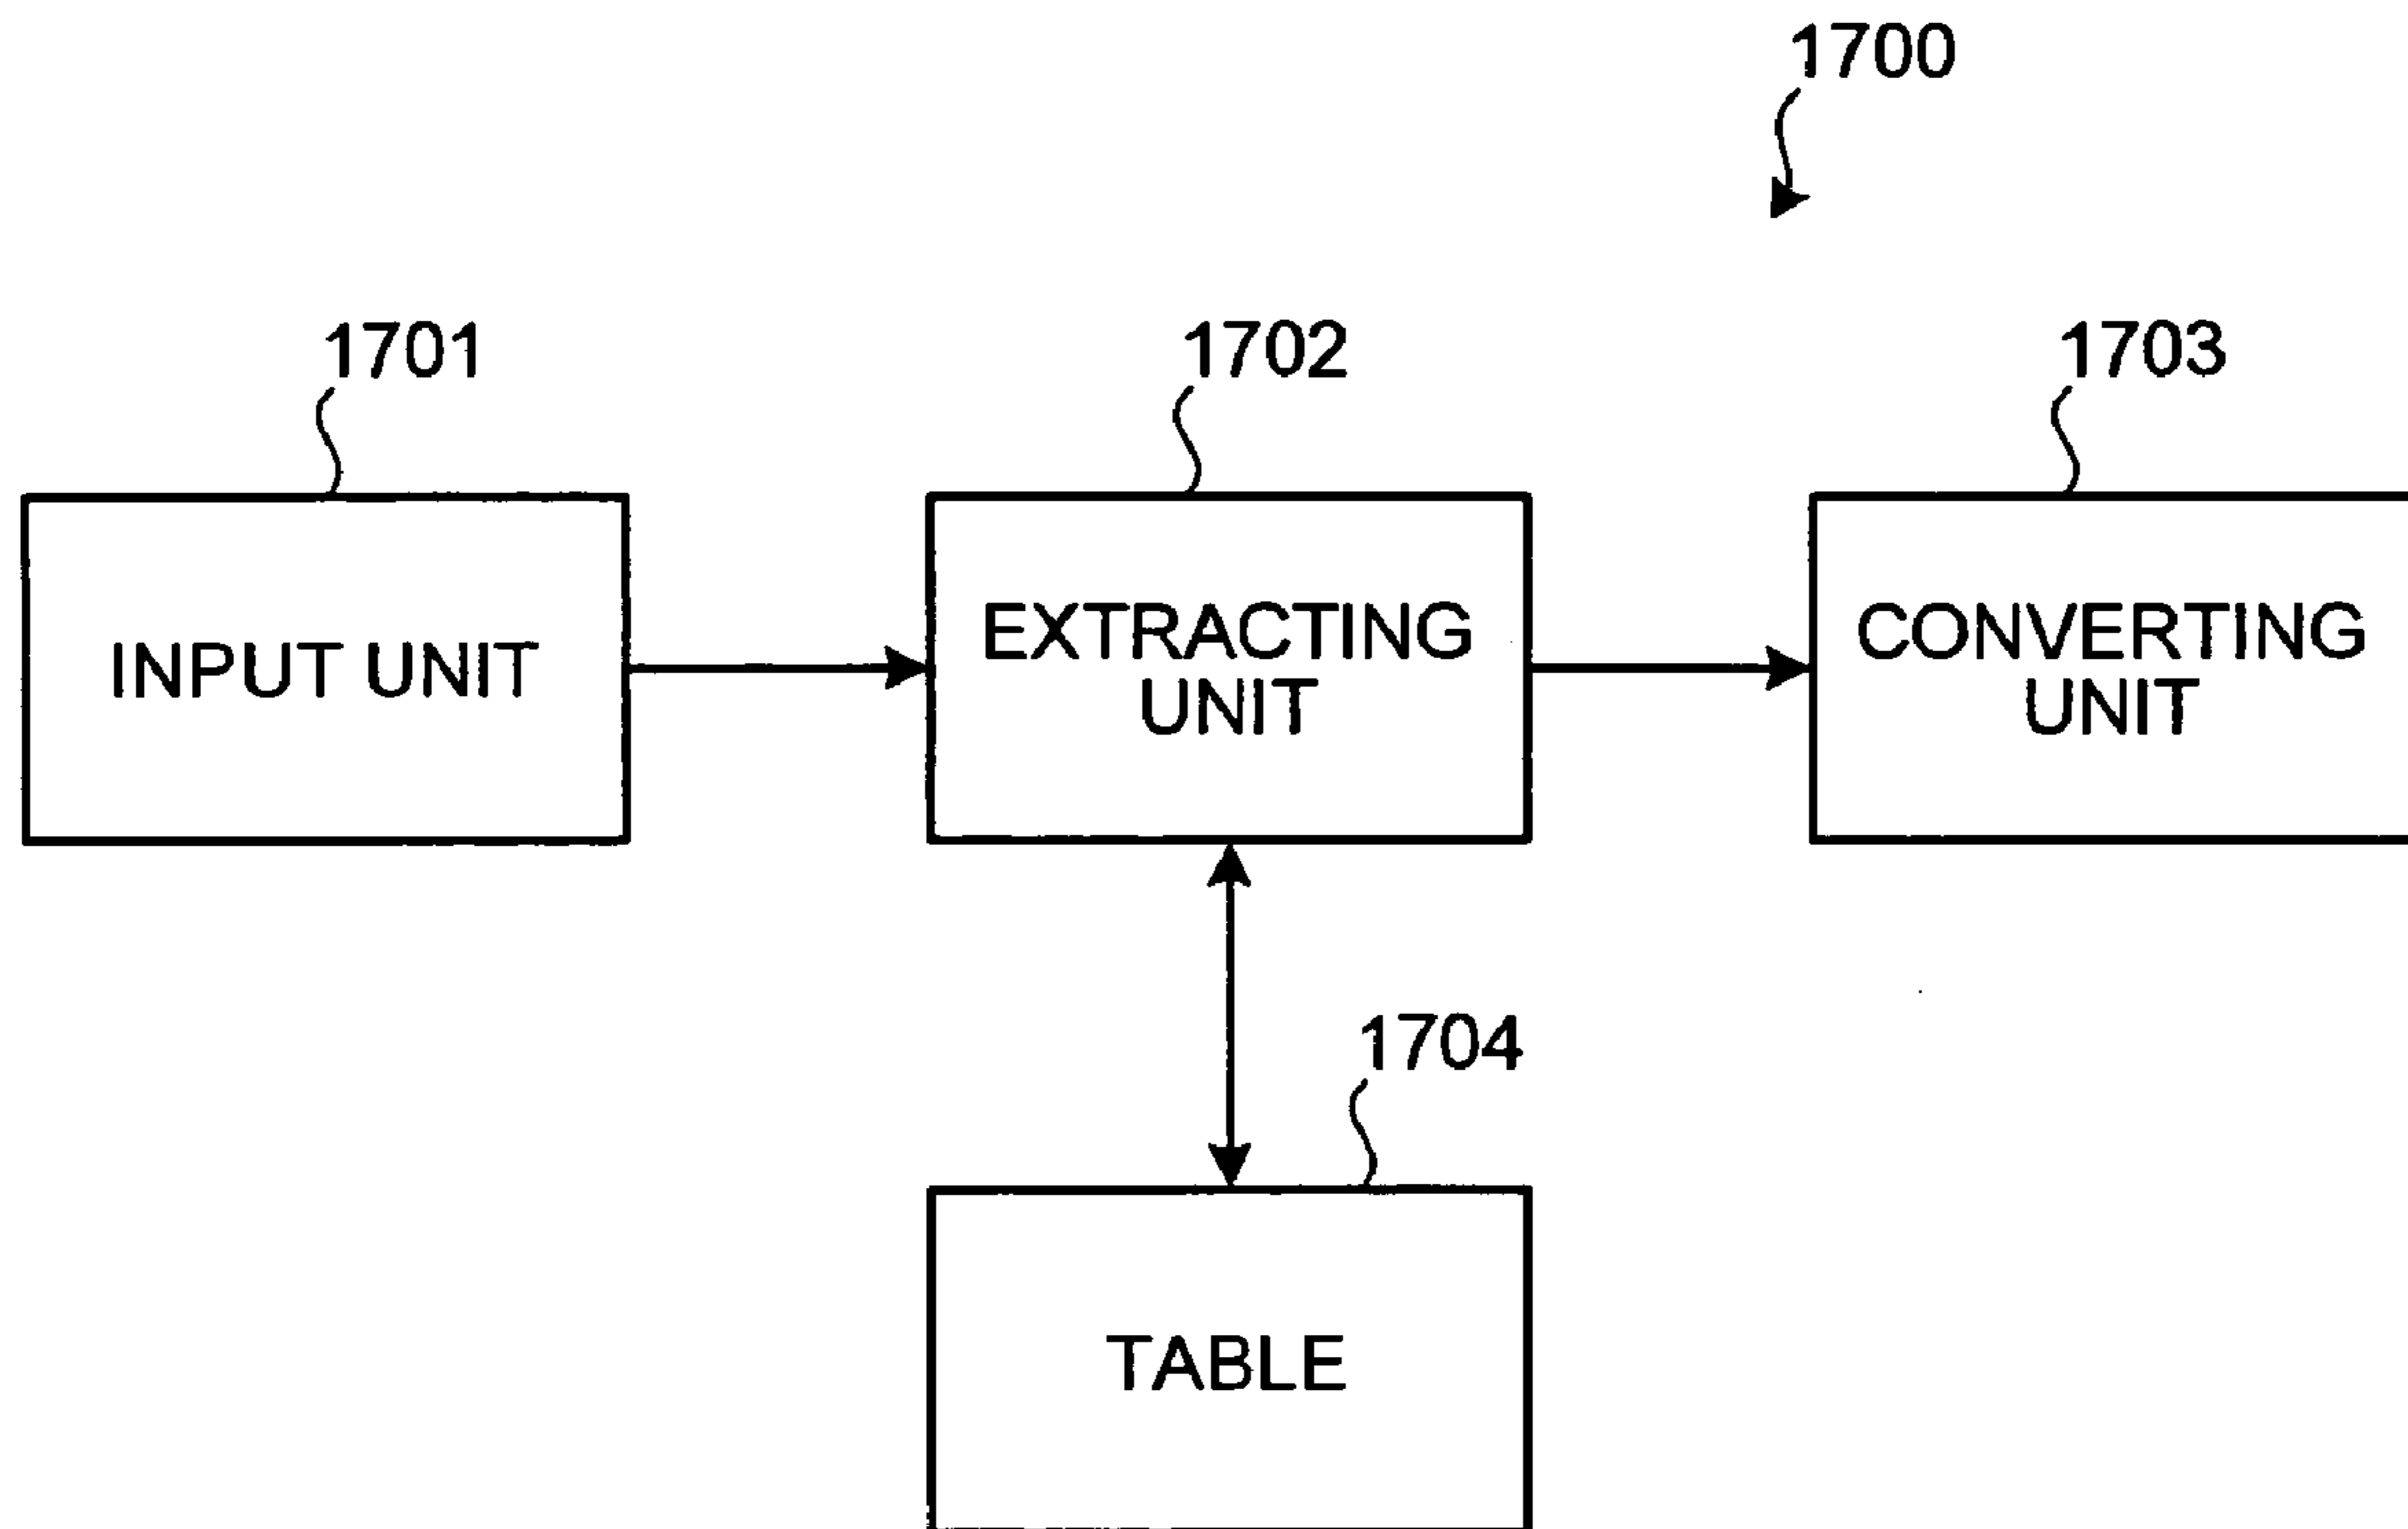 1700
1701
1702
1703
INPUT UNIT
EXTRACTING
UNIT
CONVERTING
UNIT
1704
TABLE